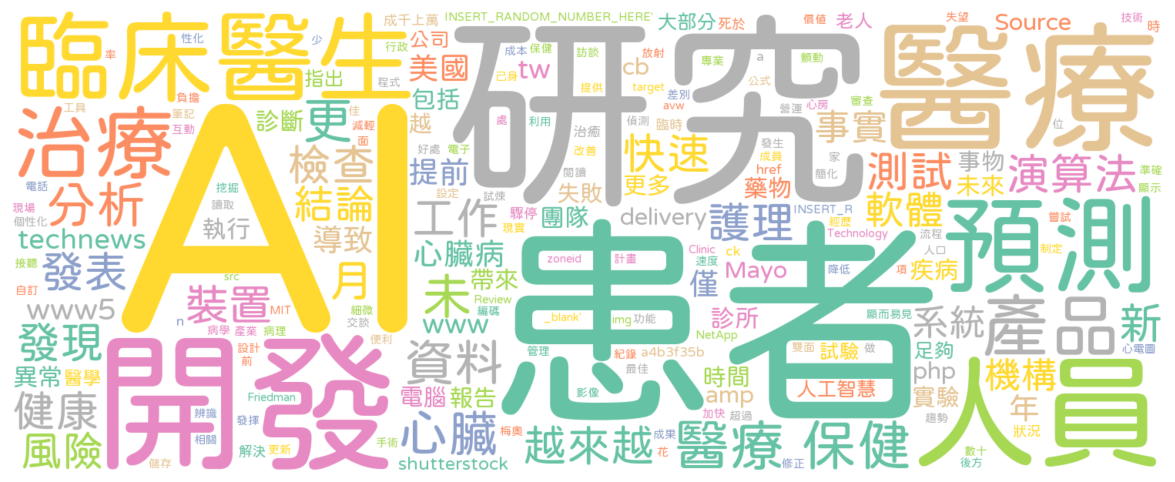 臨床醫生
AI
研究
醫療
患者
開發
人員
預測
治療
分析
結論
檢查
導致
月
更
診斷
指出
行政
性化
少
率
成千上萬
INSERT_RANDOM_NUMBER_HERE'
公司
美國
tw
包括
越
提前
成本
保健
訪談
放射
己身
程式
提供
大部分
死於
價值
老人
cb
專業
a
顫動
target
公式
差別
avw
營運
心房
審查
失望
Source
技術
時
事實
臨時
偵測
利用
處
治癒
改善
閱讀
快速
更多
失敗
試煉
設定
好處
電子
負擔
筆記
佳
互動
減輕
面
工具
電話
挖掘
現場
讀取
個性化
執行
technews
接聽
發表
www5
自訂
src
裝置
MIT
n
細微
交談
病學
產業
病理
便利
工作
驟停
現實
團隊
心臟病
帶來
未
www
Review
編碼
zoneid
計畫
_blank'
img
功能
delivery
護理
僅
Clinic
速度
ck
Mayo
診所
NetApp
藥物
發生
成員
href
家
簡化
INSERT_R
經歷
Technology
降低
流程
人口
項
疾病
制定
測試
事物
未來
演算法
位
準確
顯示
嘗試
軟體
系統
產品
新
心電圖
足夠
顯而易見
雙面
試驗
做
php
人工智慧
實驗
趨勢
機構
年
狀況
數十
後方
發現
異常
醫學
設計
前
健康
Friedman
風險
辨識
發揮
相關
解決
更新
儲存
手術
資料
電腦
報告
管理
紀錄
a4b3f35b
最佳
影像
時間
amp
加快
超過
心臟
梅奧
shutterstock
越來越
成果
花
醫療 保健
修正